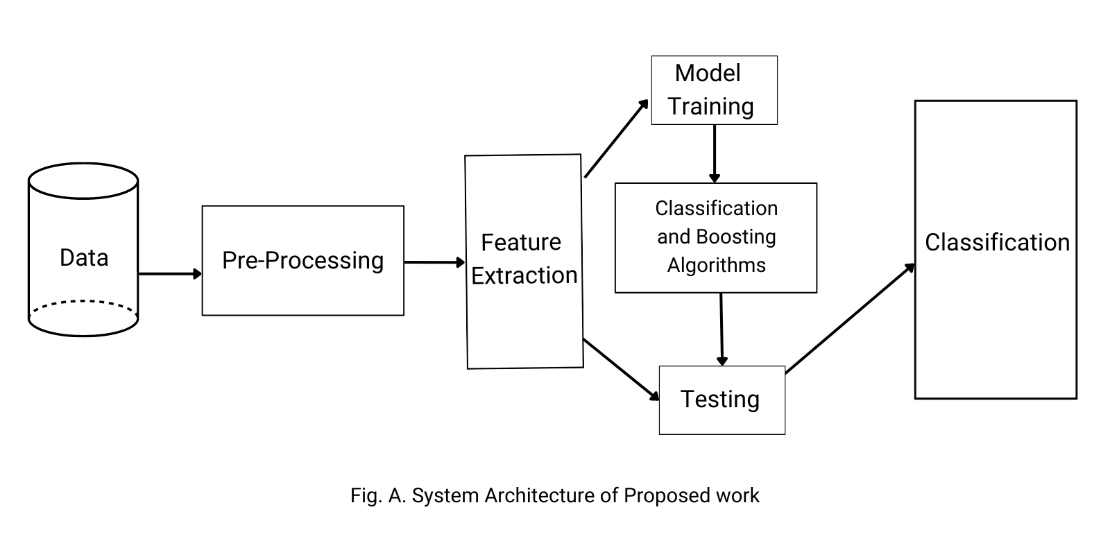 Data
Pre-Processing
Feature
Extraction
Model
Training
Classification
and Boosting
Algorithms
Testing
Classification
Fig. A. System Architecture of Proposed work